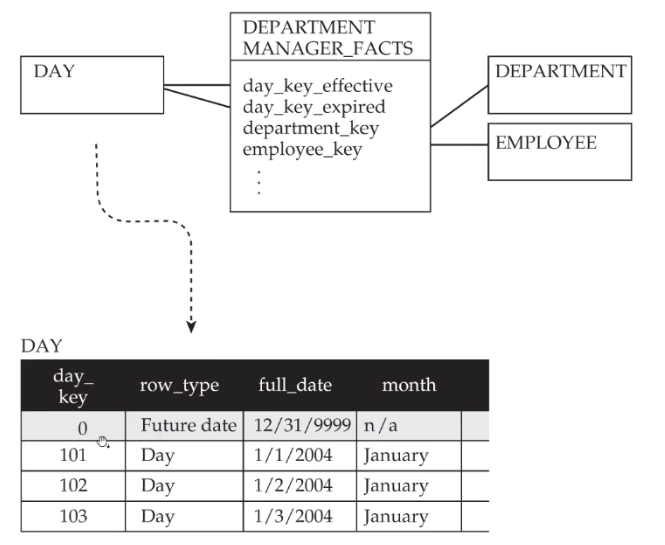 DAY
DEPARTMENT
MANAGER_FACTS
day_key_effective
day_key_expired
department_key
employee_key
DEPARTMENT
EMPLOYEE
DAY
day_
key row_type full_date month
0 Future date 12/31/9999 n/a
101 Day 1/1/2004 January
102 Day 1/2/2004 January
103 Day 1/3/2004 January